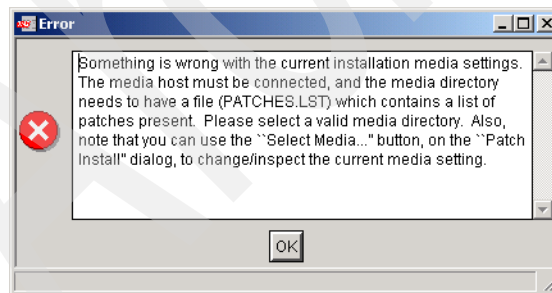 Error
Something is wrong with the current installation media settings.
The media host must be connected, and the media directory
needs to have a file (PATCHES.LST) which contains a list of
patches present.  Please select a valid media directory.  Also,
note that you can use the ``Select Media...'' button, on the ``Patch
Install'' dialog, to change/inspect the current media setting.
OK